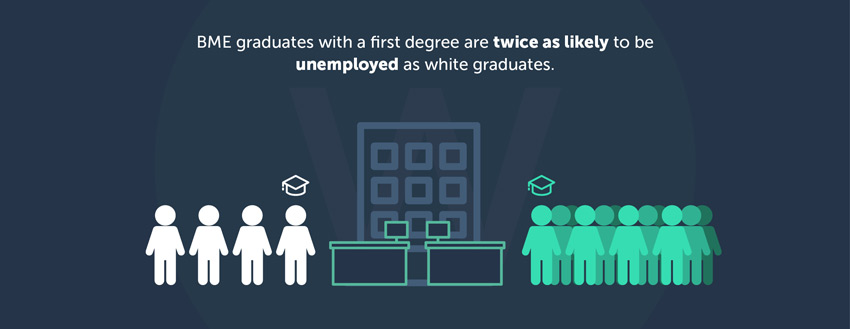 BME graduates with a first degree are twice as likely to be
unemployed as white graduates.